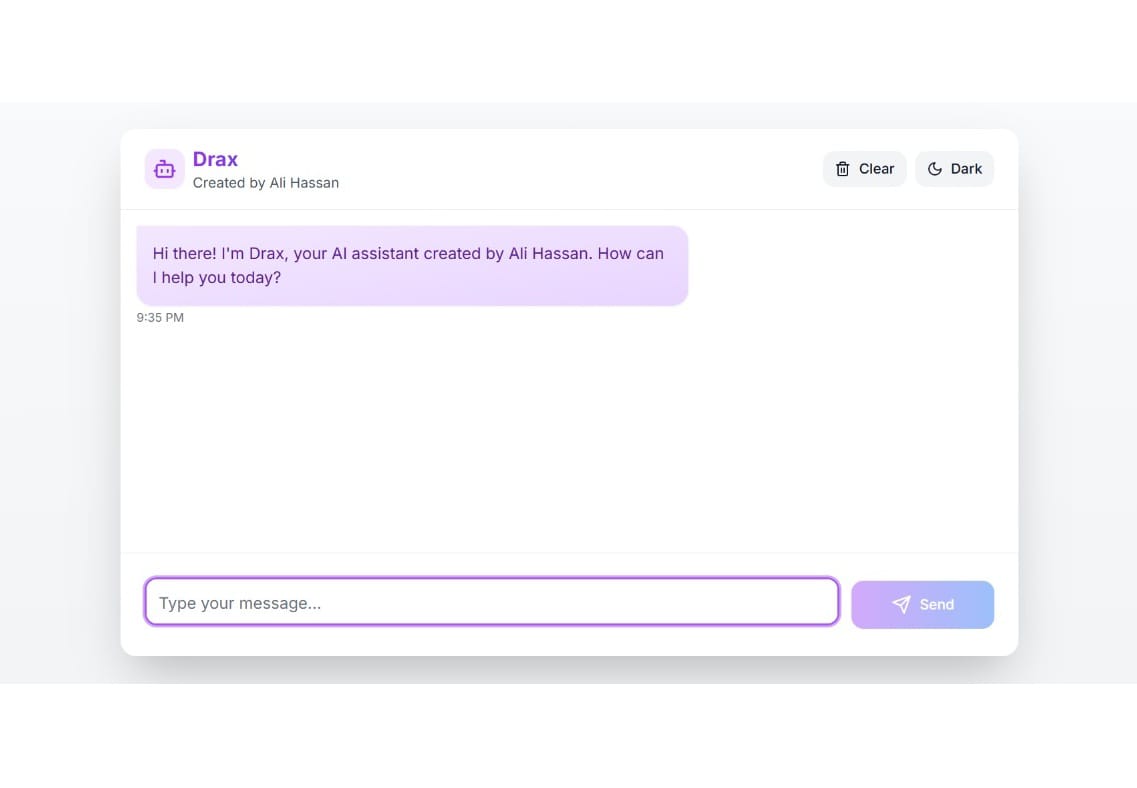 Drax
Created by Ali Hassan
Clear
Dark
Hi there! I'm Drax, your AI assistant created by Ali Hassan. How can
I help you today?
9:35 PM
Type your message...
Send